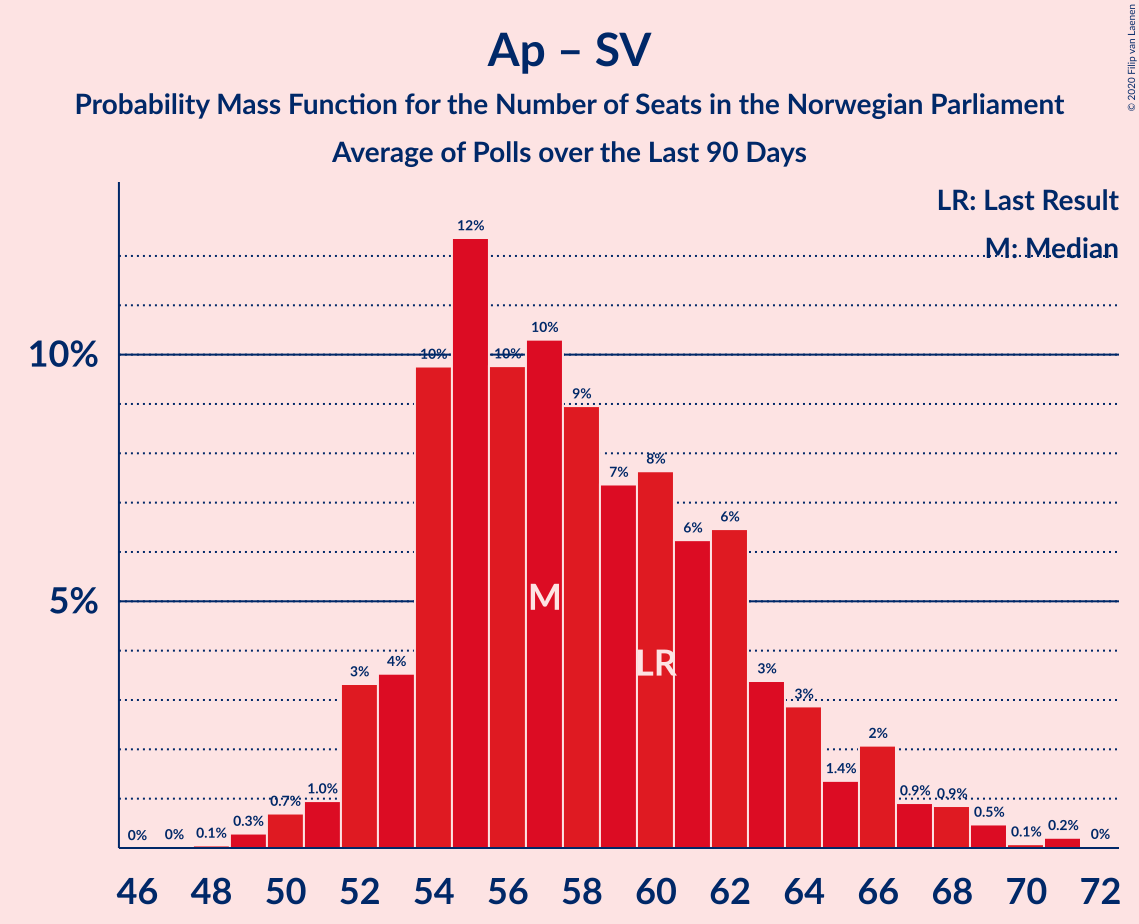 Ap – SV
Probability Mass Function for the Number of Seats in the Norwegian Parliament
Average of Polls over the Last 90 Days
© 2020 Filip van Laenen
LR: Last Result
M: Median
10%
5%
0% 0% 0.1% 0.3% 0.7% 1.0% 3% 4% 10% 12% 10% 10% 9% 7% 8% 6% 6% 3% 3% 1.4% 2% 0.9% 0.9% 0.5% 0.1% 0.2% 0%
M
LR
46 48 50 52 54 56 58 60 62 64 66 68 70 72